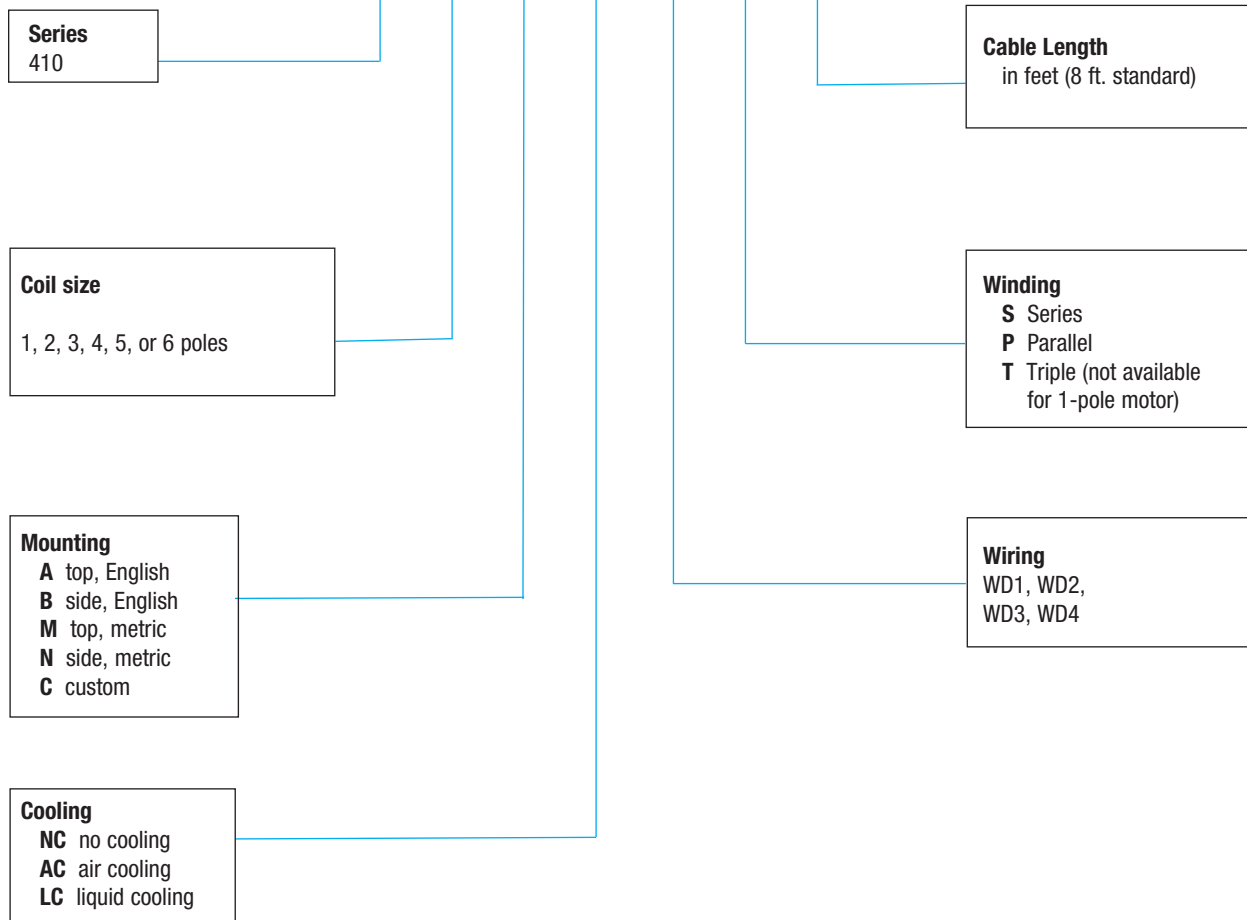 Series
410
Cable Length
in feet (8 ft. standard)
Coil size
1, 2, 3, 4, 5, or 6 poles
Winding
S Series
P Parallel
T Triple (not available
for 1-pole motor)
Mounting
A top, English
B side, English
M top, metric
N side, metric
C custom
Wiring
WD1, WD2,
WD3, WD4
Cooling
NC no cooling
AC air cooling
LC liquid cooling